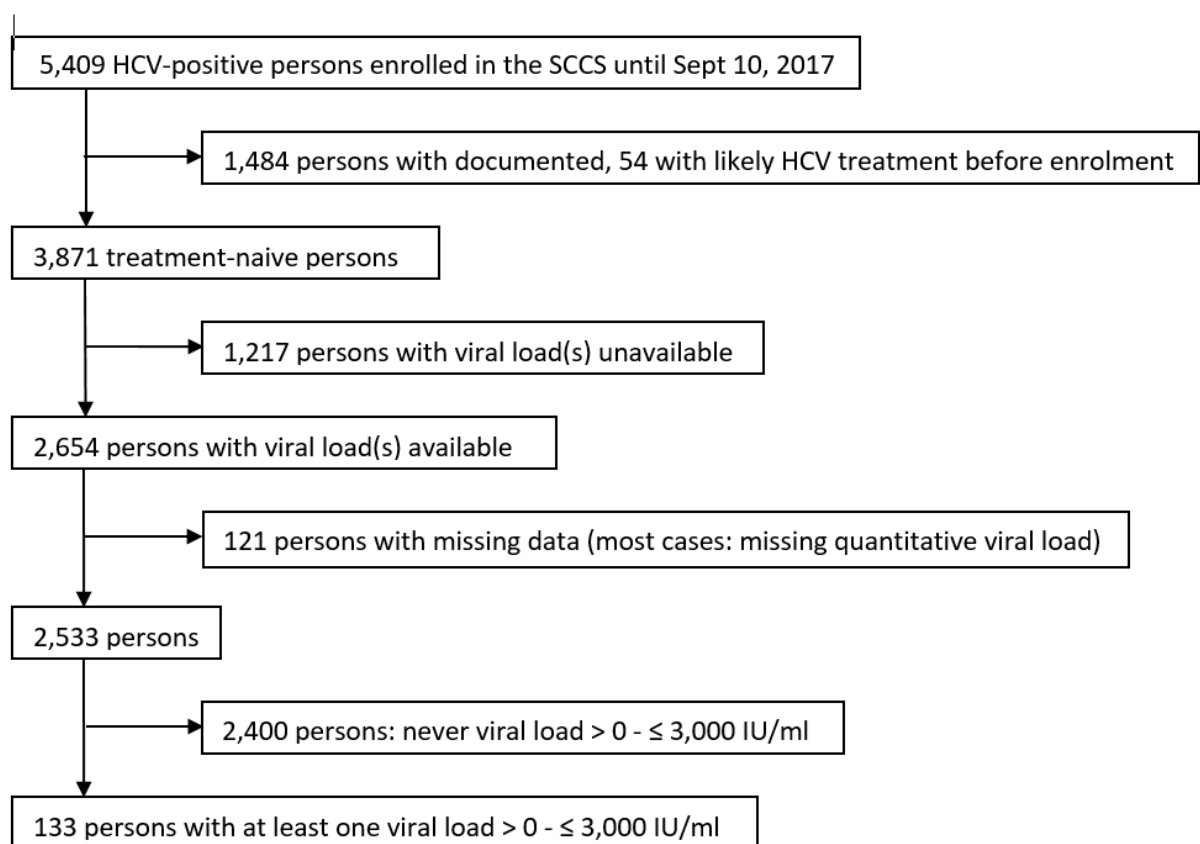 5,409 HCV-positive persons enrolled in the SCCS until Sept 10, 2017
1,484 persons with documented, 54 with likely HCV treatment before enrolment
3,871 treatment-naive persons
1,217 persons with viral load(s) unavailable
2,654 persons with viral load(s) available
121 persons with missing data (most cases: missing quantitative viral load)
2,533 persons
2,400 persons: never viral load > 0 - ≤ 3,000 IU/ml
133 persons with at least one viral load > 0 - ≤ 3,000 IU/ml